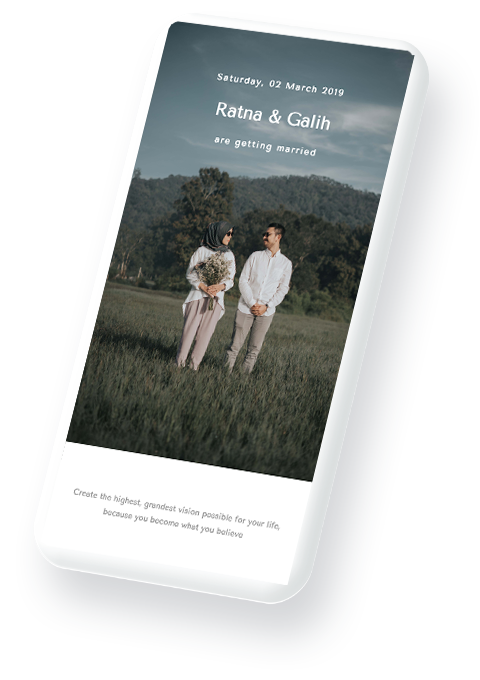 Saturday, 02 March 2019
Ratna & Galih
are getting married
Create the highest, grandest vision possible for your life,
because you become what you believe